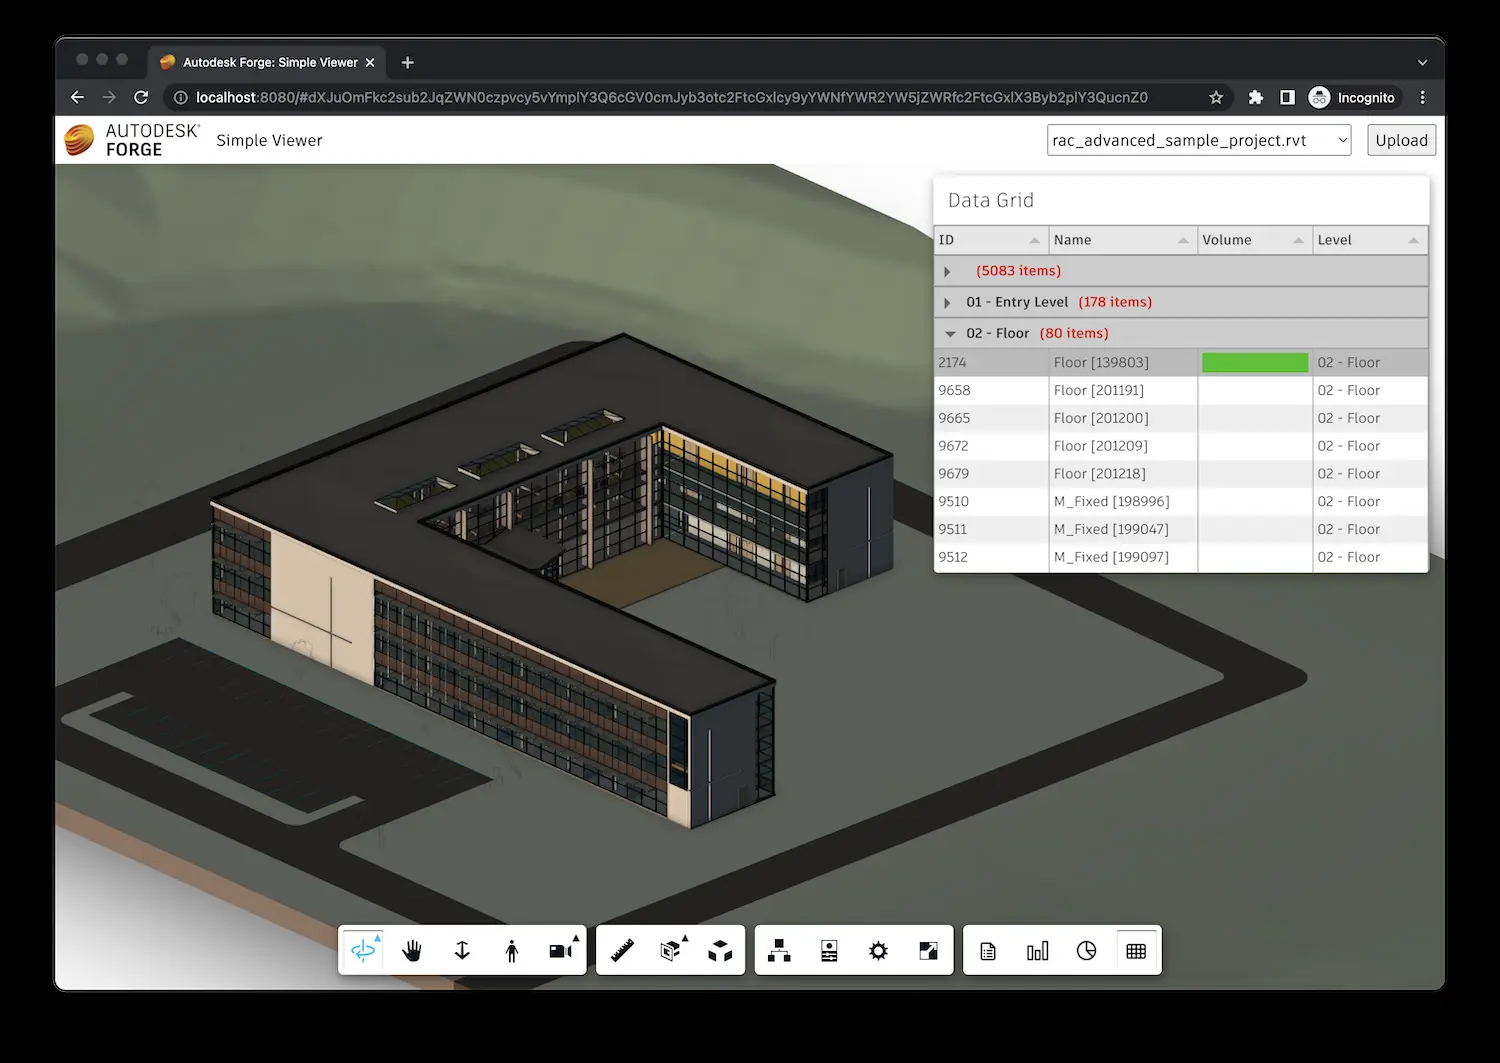 Autodesk Forge: Simple Viewer
localhost:8080/#dXJuOmFkc2sub2JqZWN0czpvcy5vYmplY3Q6cGV0cmJyb3otc2FtcGxlcy9yYWNfYWR2YW5jZWRfc2FtcGxlX3Byb2plY3QucnZ0
Incognito
AUTODESK®
FORGE
Simple Viewer
rac_advanced_sample_project.rvt
Upload
Data Grid
ID Name Volume Level
(5083 items)
01 - Entry Level (178 items)
02 - Floor (80 items)
2174 Floor [139803] 02 - Floor
9658 Floor [201191] 02 - Floor
9665 Floor [201200] 02 - Floor
9672 Floor [201209] 02 - Floor
9679 Floor [201218] 02 - Floor
9510 M_Fixed [198996] 02 - Floor
9511 M_Fixed [199047] 02 - Floor
9512 M_Fixed [199097] 02 - Floor